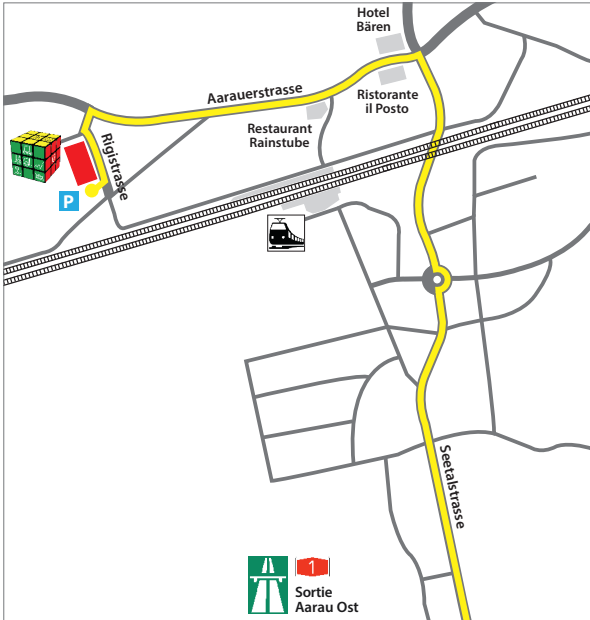 Hotel
Bären
Aarauerstrasse
Ristorante
il Posto
Restaurant
Rainstube
Rigistrasse
P
Seetalstrasse
1
Sortie
Aarau Ost